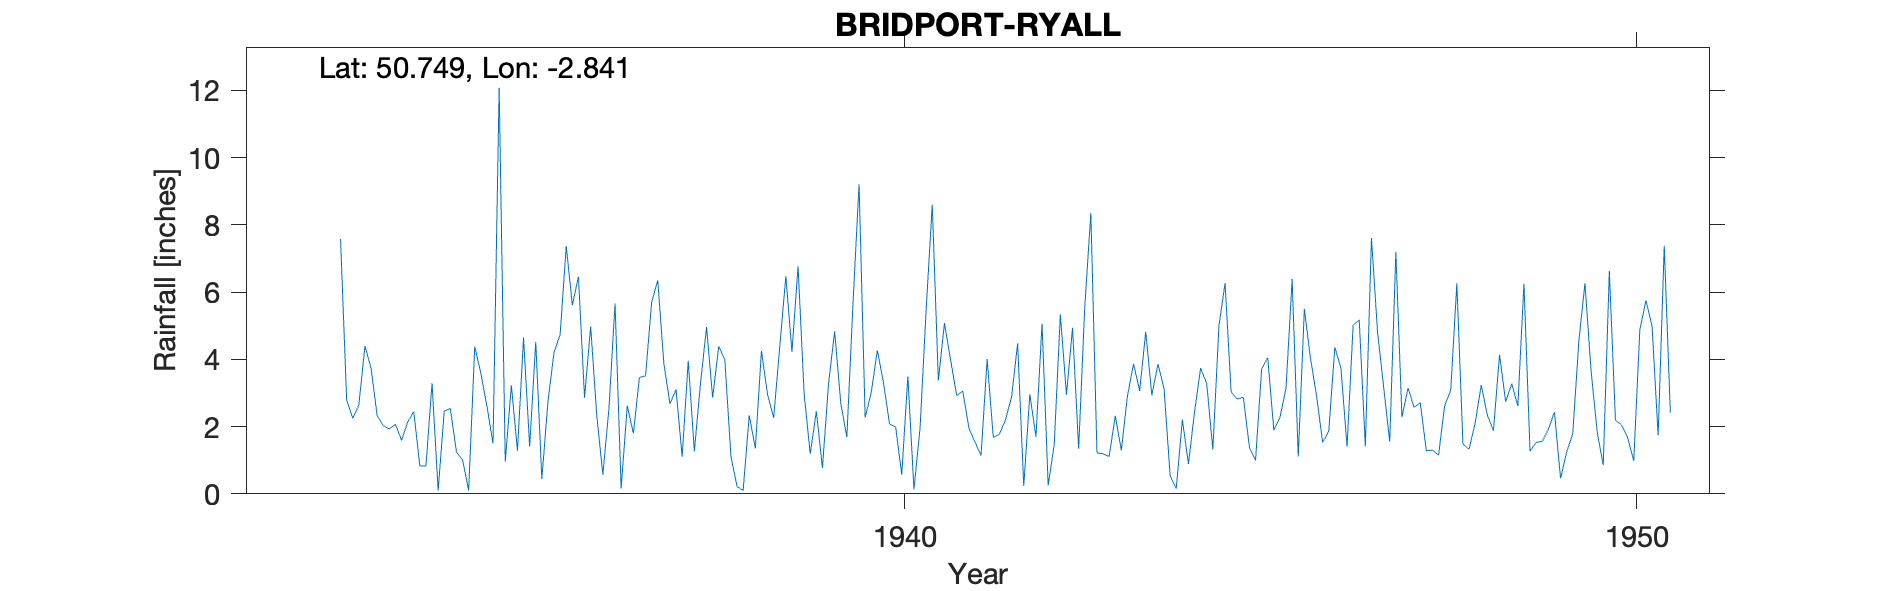 BRIDPORT-RYALL
Lat: 50.749, Lon: -2.841
12
10
8
6
4
2
0
Rainfall [inches]
1940
1950
Year